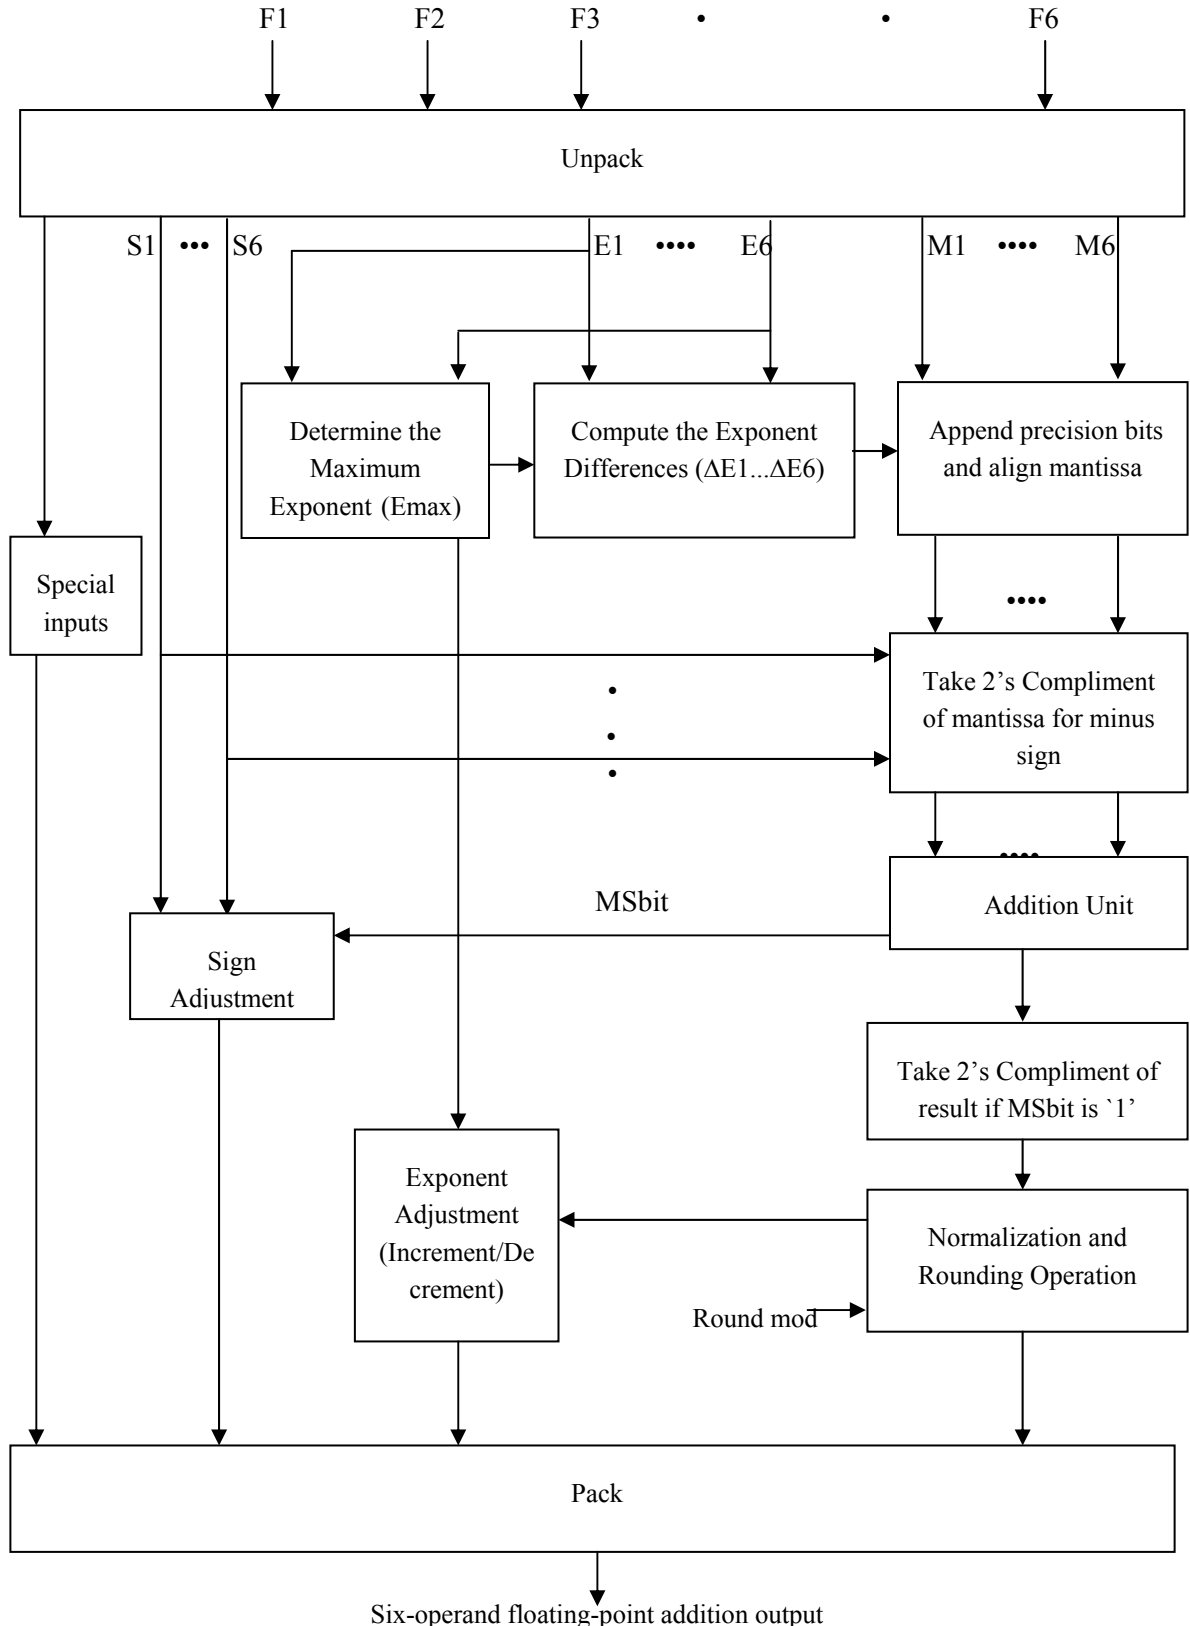 F1 F2 F3 • • F6
Unpack
S1 ••• S6 E1 •••• E6 M1 •••• M6
Determine the
Maximum
Exponent (Emax)
Compute the Exponent
Differences (ΔE1...ΔE6)
Append precision bits
and align mantissa
Special
inputs
••••
Take 2’s Compliment
of mantissa for minus
sign
•
•
•
••••
MSbit
Addition Unit
Sign
Adjustment
Take 2’s Compliment of
result if MSbit is `1’
Exponent
Adjustment
(Increment/De
crement)
Normalization and
Rounding Operation
Round mod
Pack
Six-operand floating-point addition output